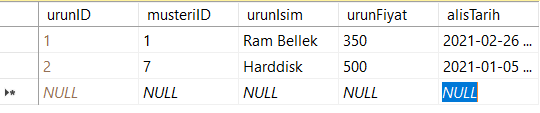 urunID musteriID urunIsim urunFiyat alisTarih
1 1 Ram Bellek 350 2021-02-26 ...
2 7 Harddisk 500 2021-01-05 ...
NULL NULL NULL NULL NULL